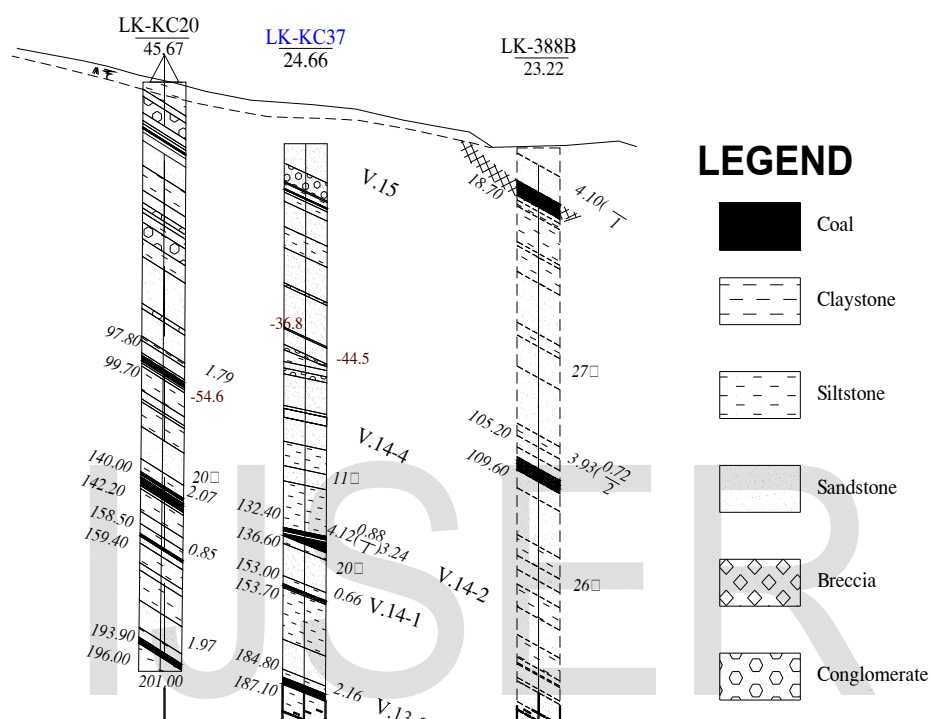 LK-KC20
45.67
LK-KC37
24.66
LK-388B
23.22
V.15
18.70
4.10(
1
-36.8
-44.5
97.80
99.70
1.79
-54.6
27□
105.20
109.60
3.93(0.72
2
V.14-4
140.00
142.20
20□
2.07
11□
158.50
159.40
0.85
132.40
136.60
0.88
4.12(1)3.24
20□
153.00
153.70
0.66
V.14-1
V.14-2
26□
193.90
196.00
1.97
201.00
184.80
187.10
2.16
LEGEND
Coal
Claystone
Siltstone
Sandstone
Breccia
Conglomerate
IJSER